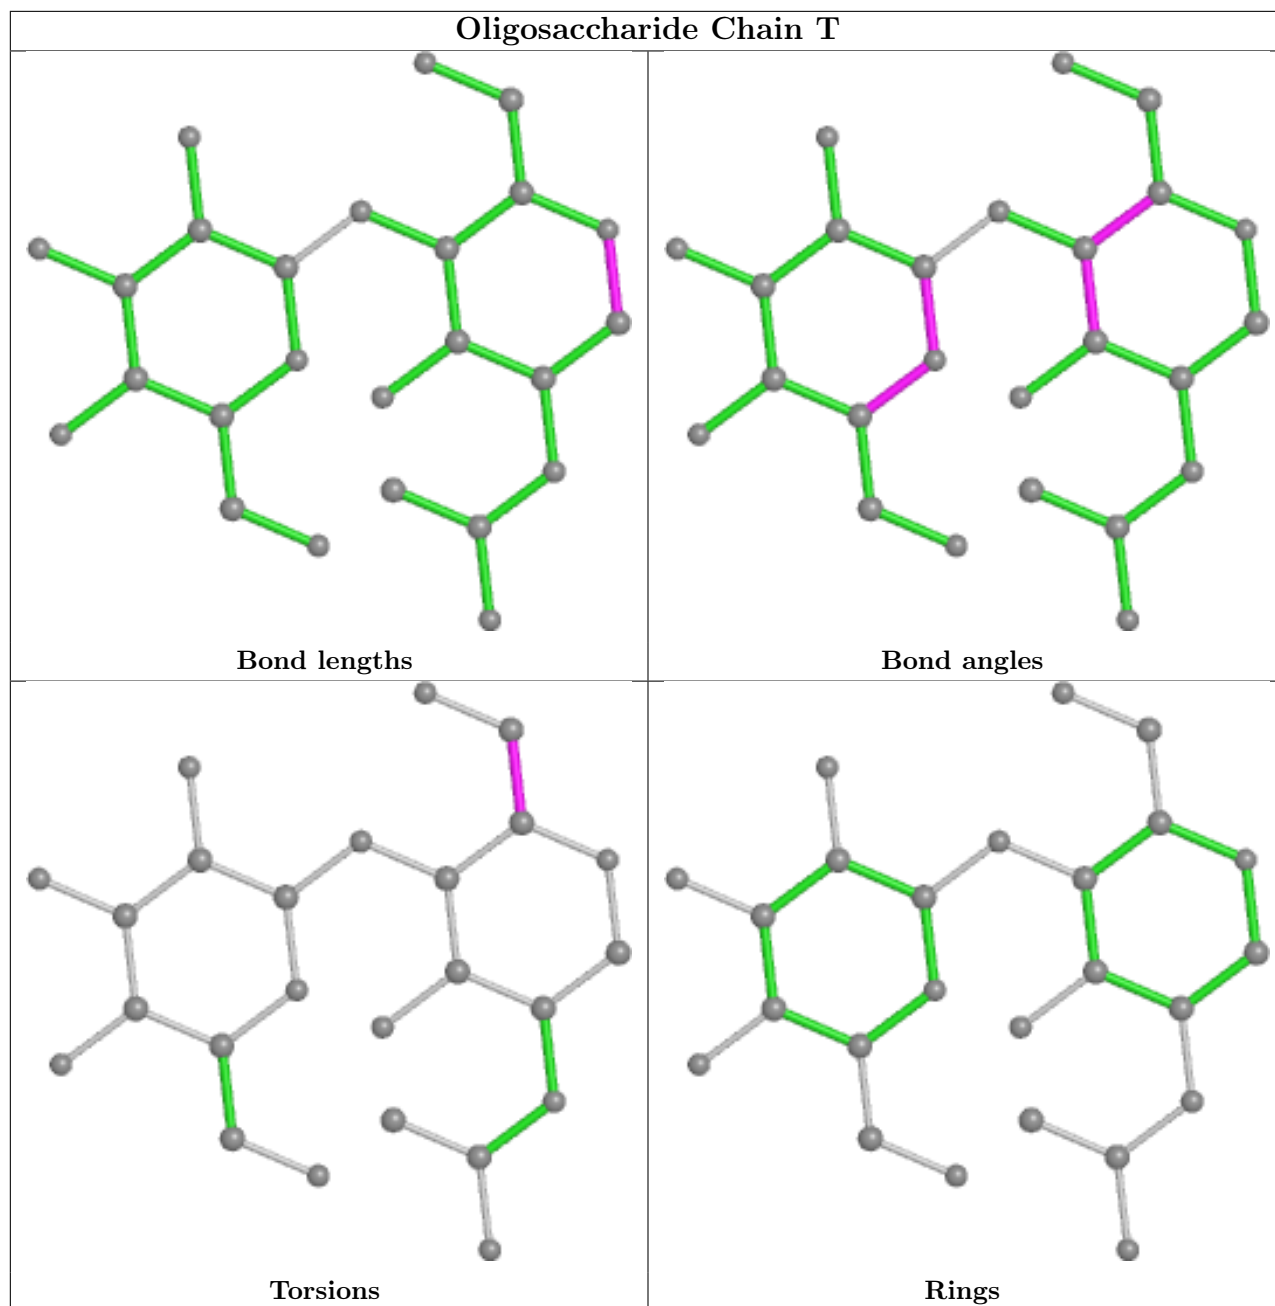 Oligosaccharide Chain T
Bond lengths
Bond angles
Torsions
Rings